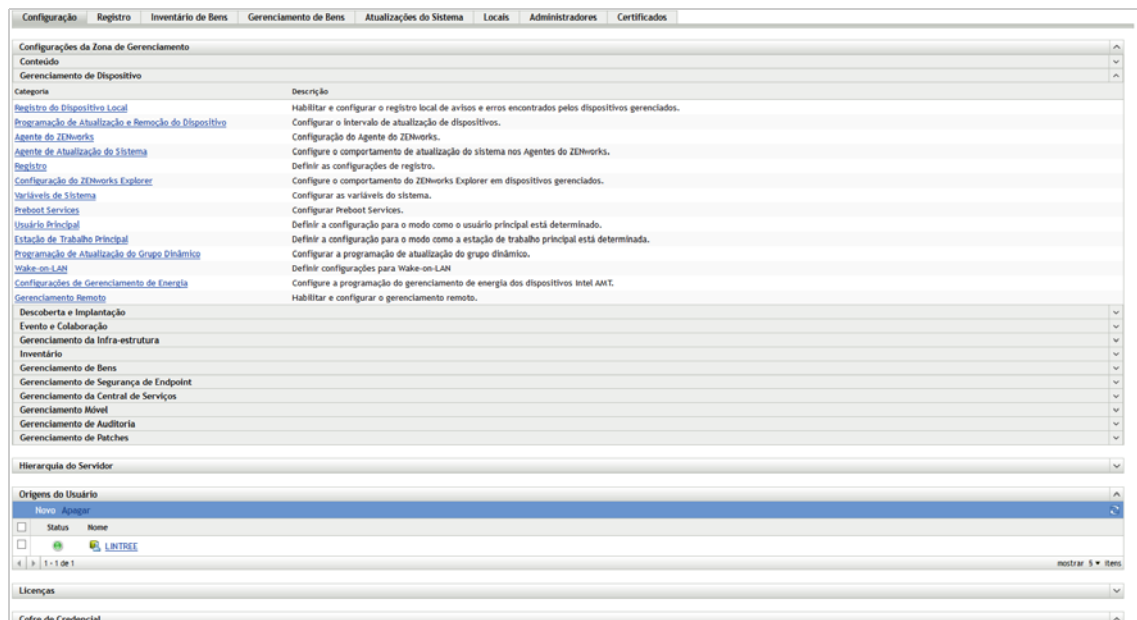 Configuração Registro Inventário de Bens Gerenciamento de Bens Atualizações do Sistema Locais Administradores Certificados
Configurações da Zona de Gerenciamento
Conteúdo
Gerenciamento de Dispositivo
Categoria Descrição
Registro do Dispositivo Local Habilitar e configurar o registro local de avisos e erros encontrados pelos dispositivos gerenciados.
Programação de Atualização e Remoção do Dispositivo Configurar o intervalo de atualização de dispositivos.
Agente do ZENworks Configuração do Agente do ZENworks.
Agente de Atualização do Sistema Configure o comportamento de atualização do sistema nos Agentes do ZENworks.
Registro Definir as configurações de registro.
Configuração do ZENworks Explorer Configure o comportamento do ZENworks Explorer em dispositivos gerenciados.
Variáveis de Sistema Configurar as variáveis do sistema.
Preboot Services Configurar Preboot Services.
Usuário Principal Definir a configuração para o modo como o usuário principal está determinado.
Estação de Trabalho Principal Definir a configuração para o modo como a estação de trabalho principal está determinada.
Programação de Atualização do Grupo Dinâmico Configurar a programação de atualização do grupo dinâmico.
Wake-on-LAN Definir configurações para Wake-on-LAN
Configurações de Gerenciamento de Energia Configure a programação do gerenciamento de energia dos dispositivos Intel AMT.
Gerenciamento Remoto Habilitar e configurar o gerenciamento remoto.
Descoberta e Implantação
Evento e Colaboração
Gerenciamento da Infra-estrutura
Inventário
Gerenciamento de Bens
Gerenciamento de Segurança de Endpoint
Gerenciamento da Central de Serviços
Gerenciamento Móvel
Gerenciamento de Auditoria
Gerenciamento de Patches
Hierarquia do Servidor
Origens do Usuário
Novo Apagar
Status Nome
LINTREE
1 - 1 de 1 mostrar 5 itens
Licenças
Cofre de Credencial